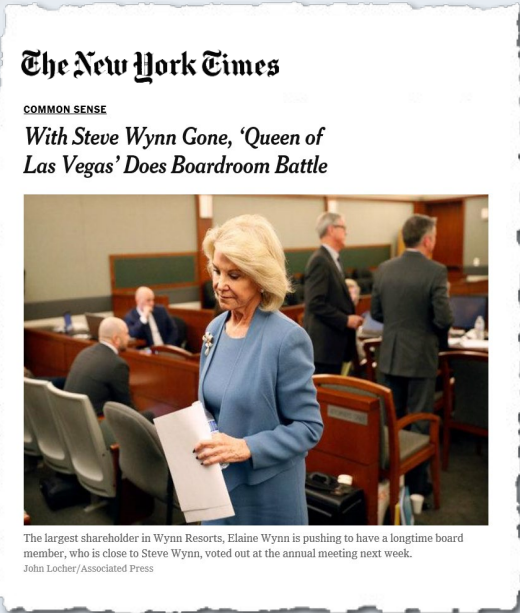 The New York Times
COMMON SENSE
With Steve Wynn Gone, ‘Queen of
Las Vegas’ Does Boardroom Battle
The largest shareholder in Wynn Resorts, Elaine Wynn is pushing to have a longtime board
member, who is close to Steve Wynn, voted out at the annual meeting next week.
John Locher/Associated Press